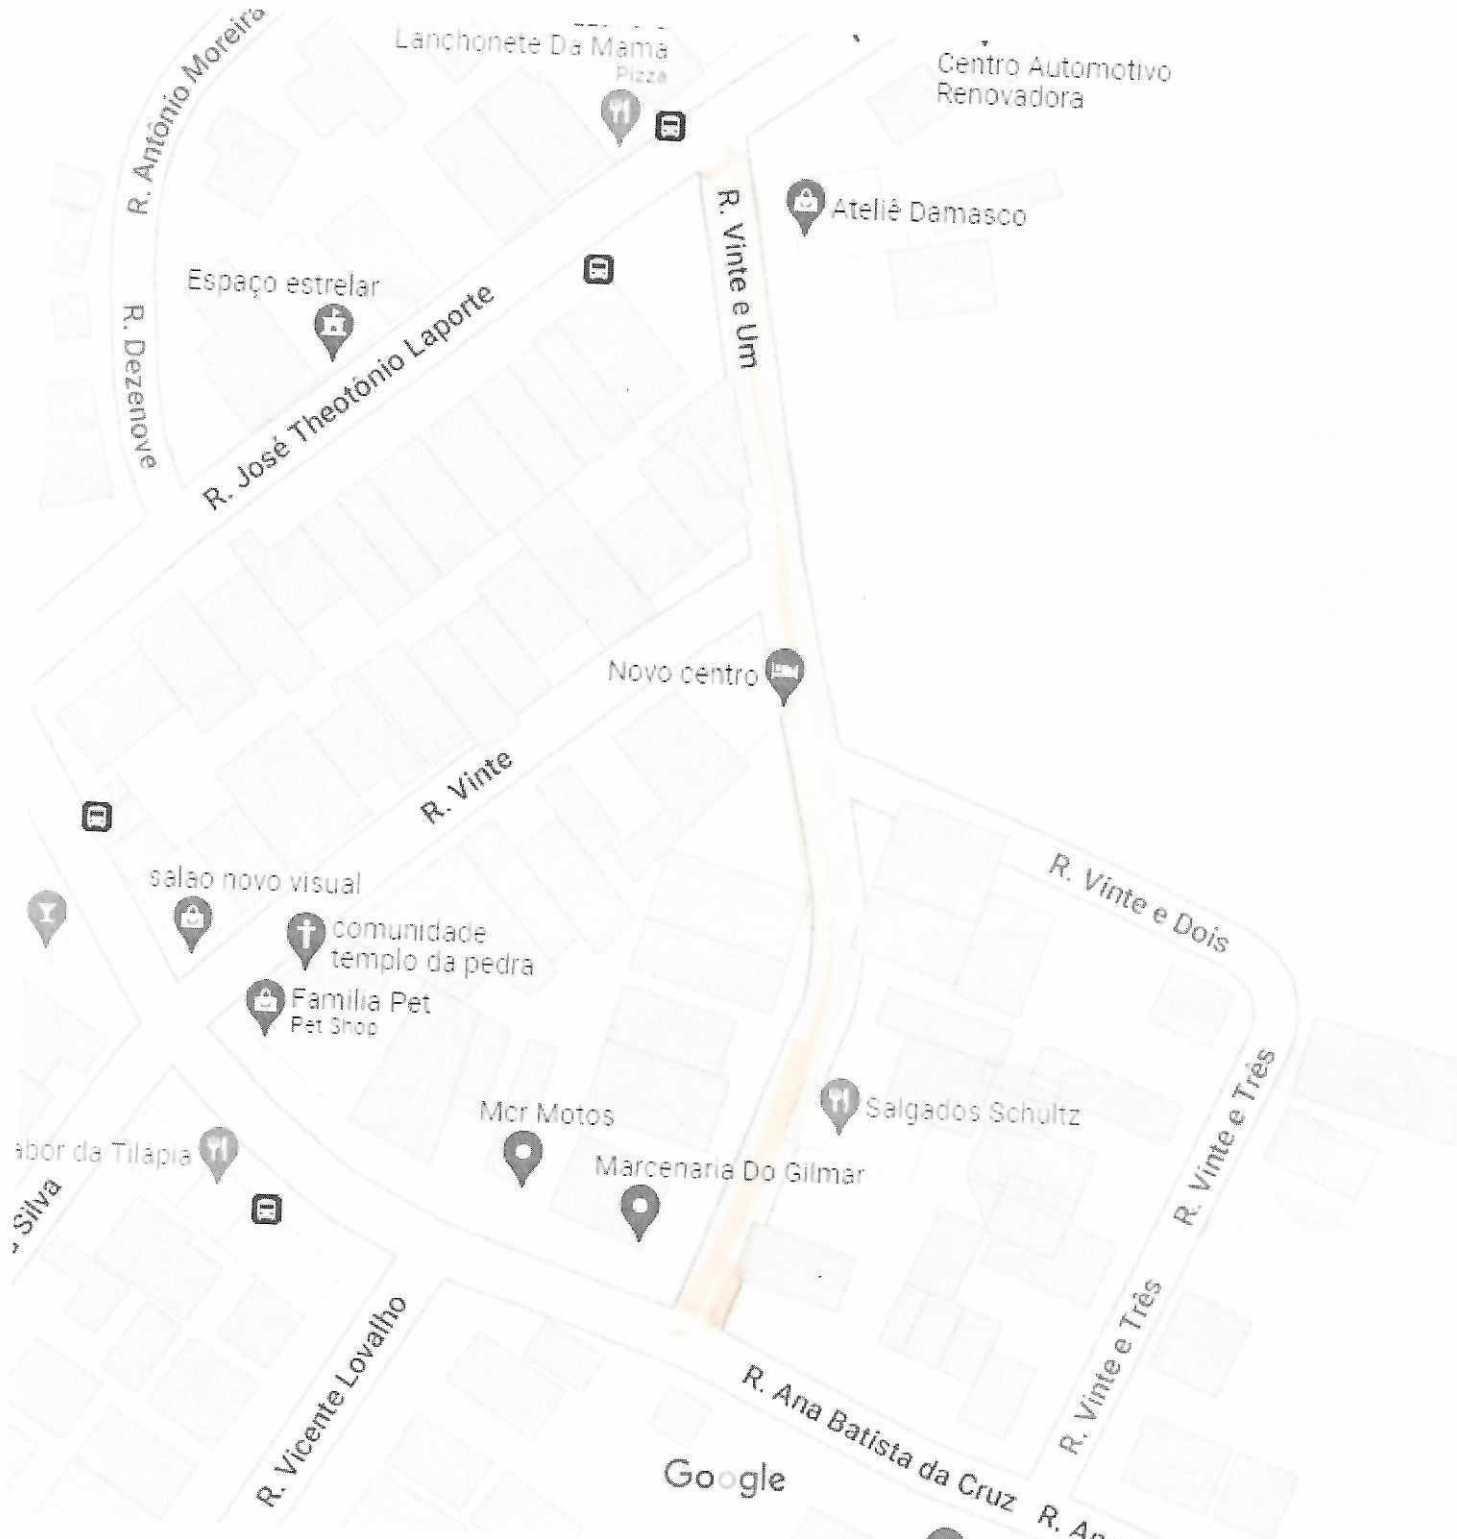 R. Antônio Moreira
Lanchonete Da Mama
Pizza
Centro Automotivo
Renovadora
R. Vinte e Um
Ateliê Damasco
Espaço estrelar
R. Dezenove
R. José Theotônio Laporte
Novo centro
R. Vinte
R. Vinte e Dois
salao novo visual
comunidade
templo da pedra
Familia Pet
Pet Shop
Mcr Motos
Salgados Schultz
R. Vinte e Três
abor da Tilápia
Marcenaria Do Gilmar
Silva
R. Vicente Lovalho
R. Vinte e Três
R. Ana Batista da Cruz
Google
R. An